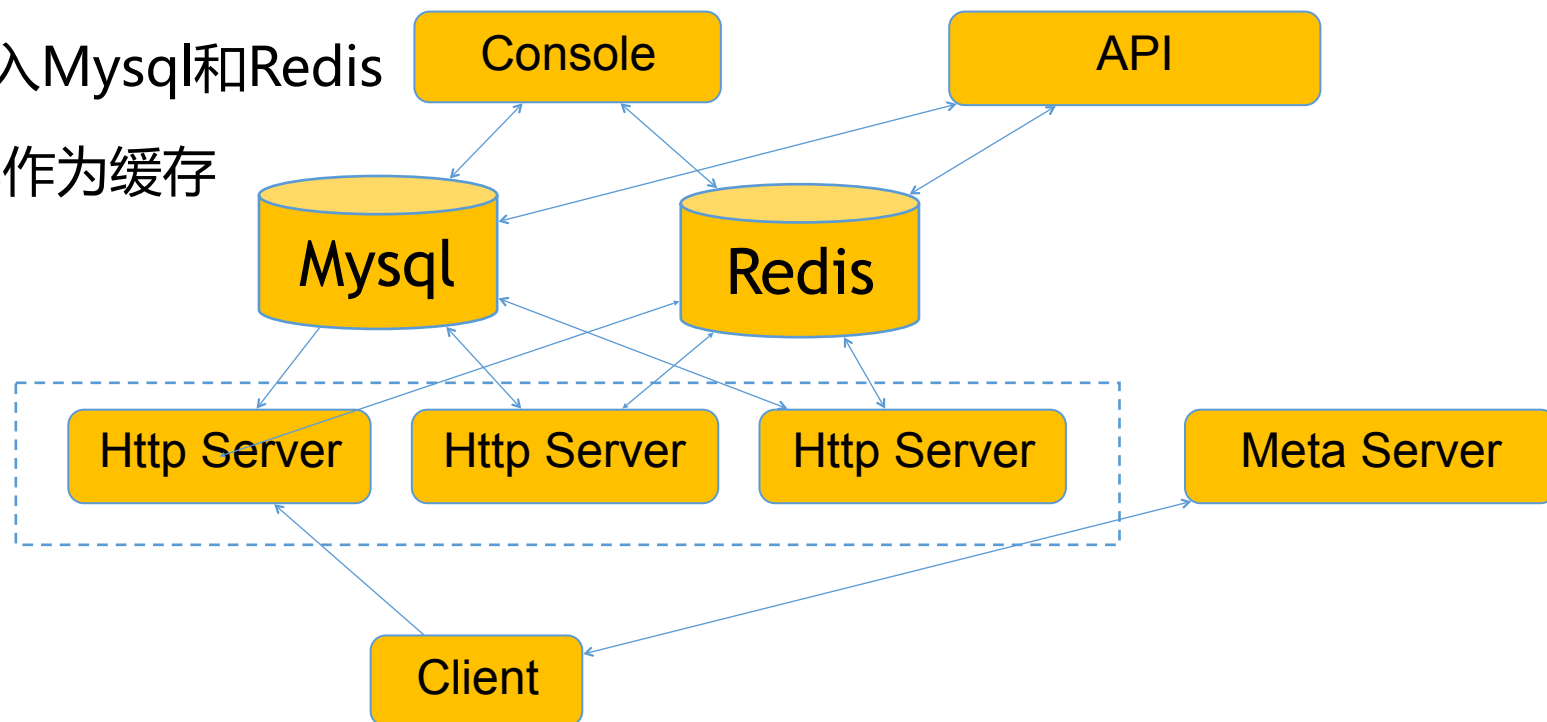 入Mysql和Redis
作为缓存
Console
API
Mysql
Redis
Http Server
Http Server
Http Server
Meta Server
Client